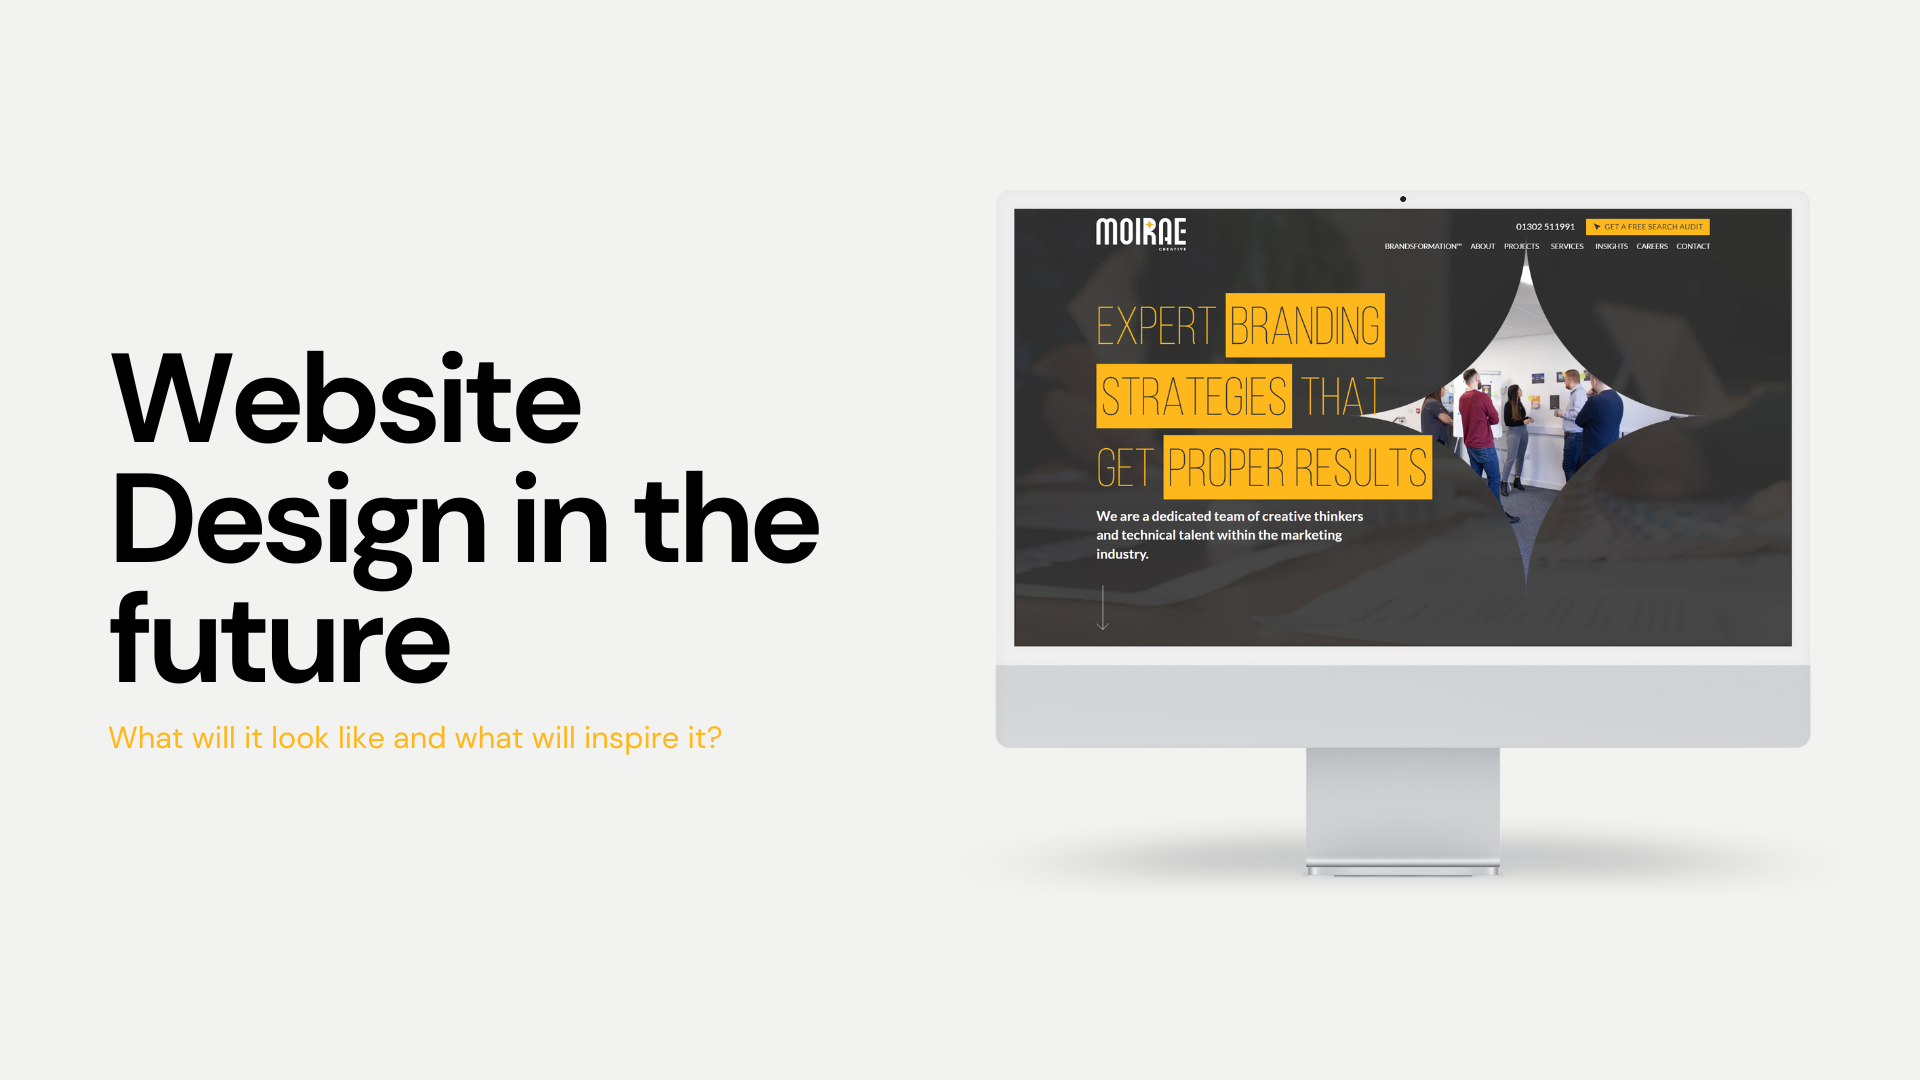 Website
Design in the
future
What will it look like and what will inspire it?
MOIRAE
CREATIVE
01302 511991
GET A FREE SEARCH AUDIT
BRANDSFORMATION™ ABOUT PROJECTS SERVICES INSIGHTS CAREERS CONTACT
EXPERT BRANDING
STRATEGIES THAT
GET PROPER RESULTS
We are a dedicated team of creative thinkers
and technical talent within the marketing
industry.